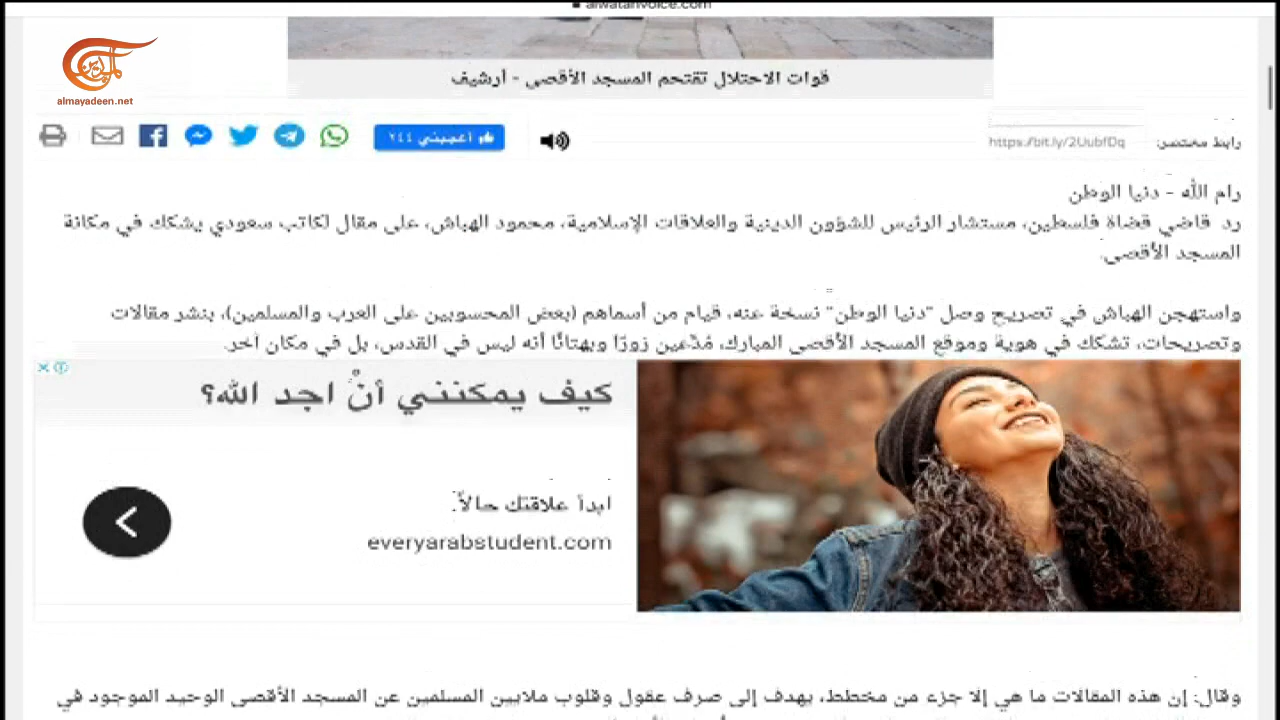 alwatanvoice.com
almayadeen.net
قوات الاحتلال تقتحم المسجد الأقصى - أرشيف
أعجبني ٢٤٤
رابط مختصر: https://bit.ly/2UubfDq
رام الله - دنيا الوطن
رد قاضي قضاة فلسطين، مستشار الرئيس للشؤون الدينية والعلاقات الإسلامية، محمود الهباش، على مقال لكاتب سعودي يشكك في مكانة
المسجد الأقصى.
واستهجن الهباش في تصريح وصل "دنيا الوطن" نسخة عنه، قيام من أسماهم (بعض المحسوبين على العرب والمسلمين)، بنشر مقالات
وتصريحات، تشكك في هوية وموقع المسجد الأقصى المبارك، مُدّعين زورًا وبهتانًا أنه ليس في القدس، بل في مكان آخر.
كيف يمكنني أنْ اجد الله؟
ابدأ علاقتك حالاً.
everyarabstudent.com
وقال: إن هذه المقالات ما هي إلا جزء من مخطط، يهدف إلى صرف عقول وقلوب ملايين المسلمين عن المسجد الأقصى الوحيد الموجود في